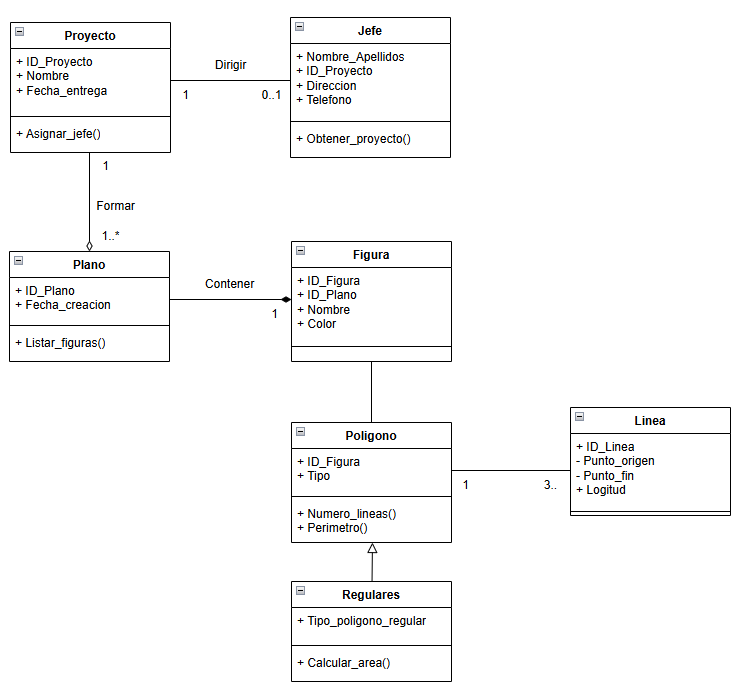 Proyecto
+ ID_Proyecto
+ Nombre
+ Fecha_entrega
+ Asignar_jefe()
Dirigir
1
0..1
Jefe
+ Nombre_Apellidos
+ ID_Proyecto
+ Direccion
+ Telefono
+ Obtener_proyecto()
1
Formar
1..*
Plano
+ ID_Plano
+ Fecha_creacion
+ Listar_figuras()
Contener
1
Figura
+ ID_Figura
+ ID_Plano
+ Nombre
+ Color
Poligono
+ ID_Figura
+ Tipo
+ Numero_lineas()
+ Perimetro()
1
3..
Linea
+ ID_Linea
- Punto_origen
- Punto_fin
+ Logitud
Regulares
+ Tipo_poligono_regular
+ Calcular_area()